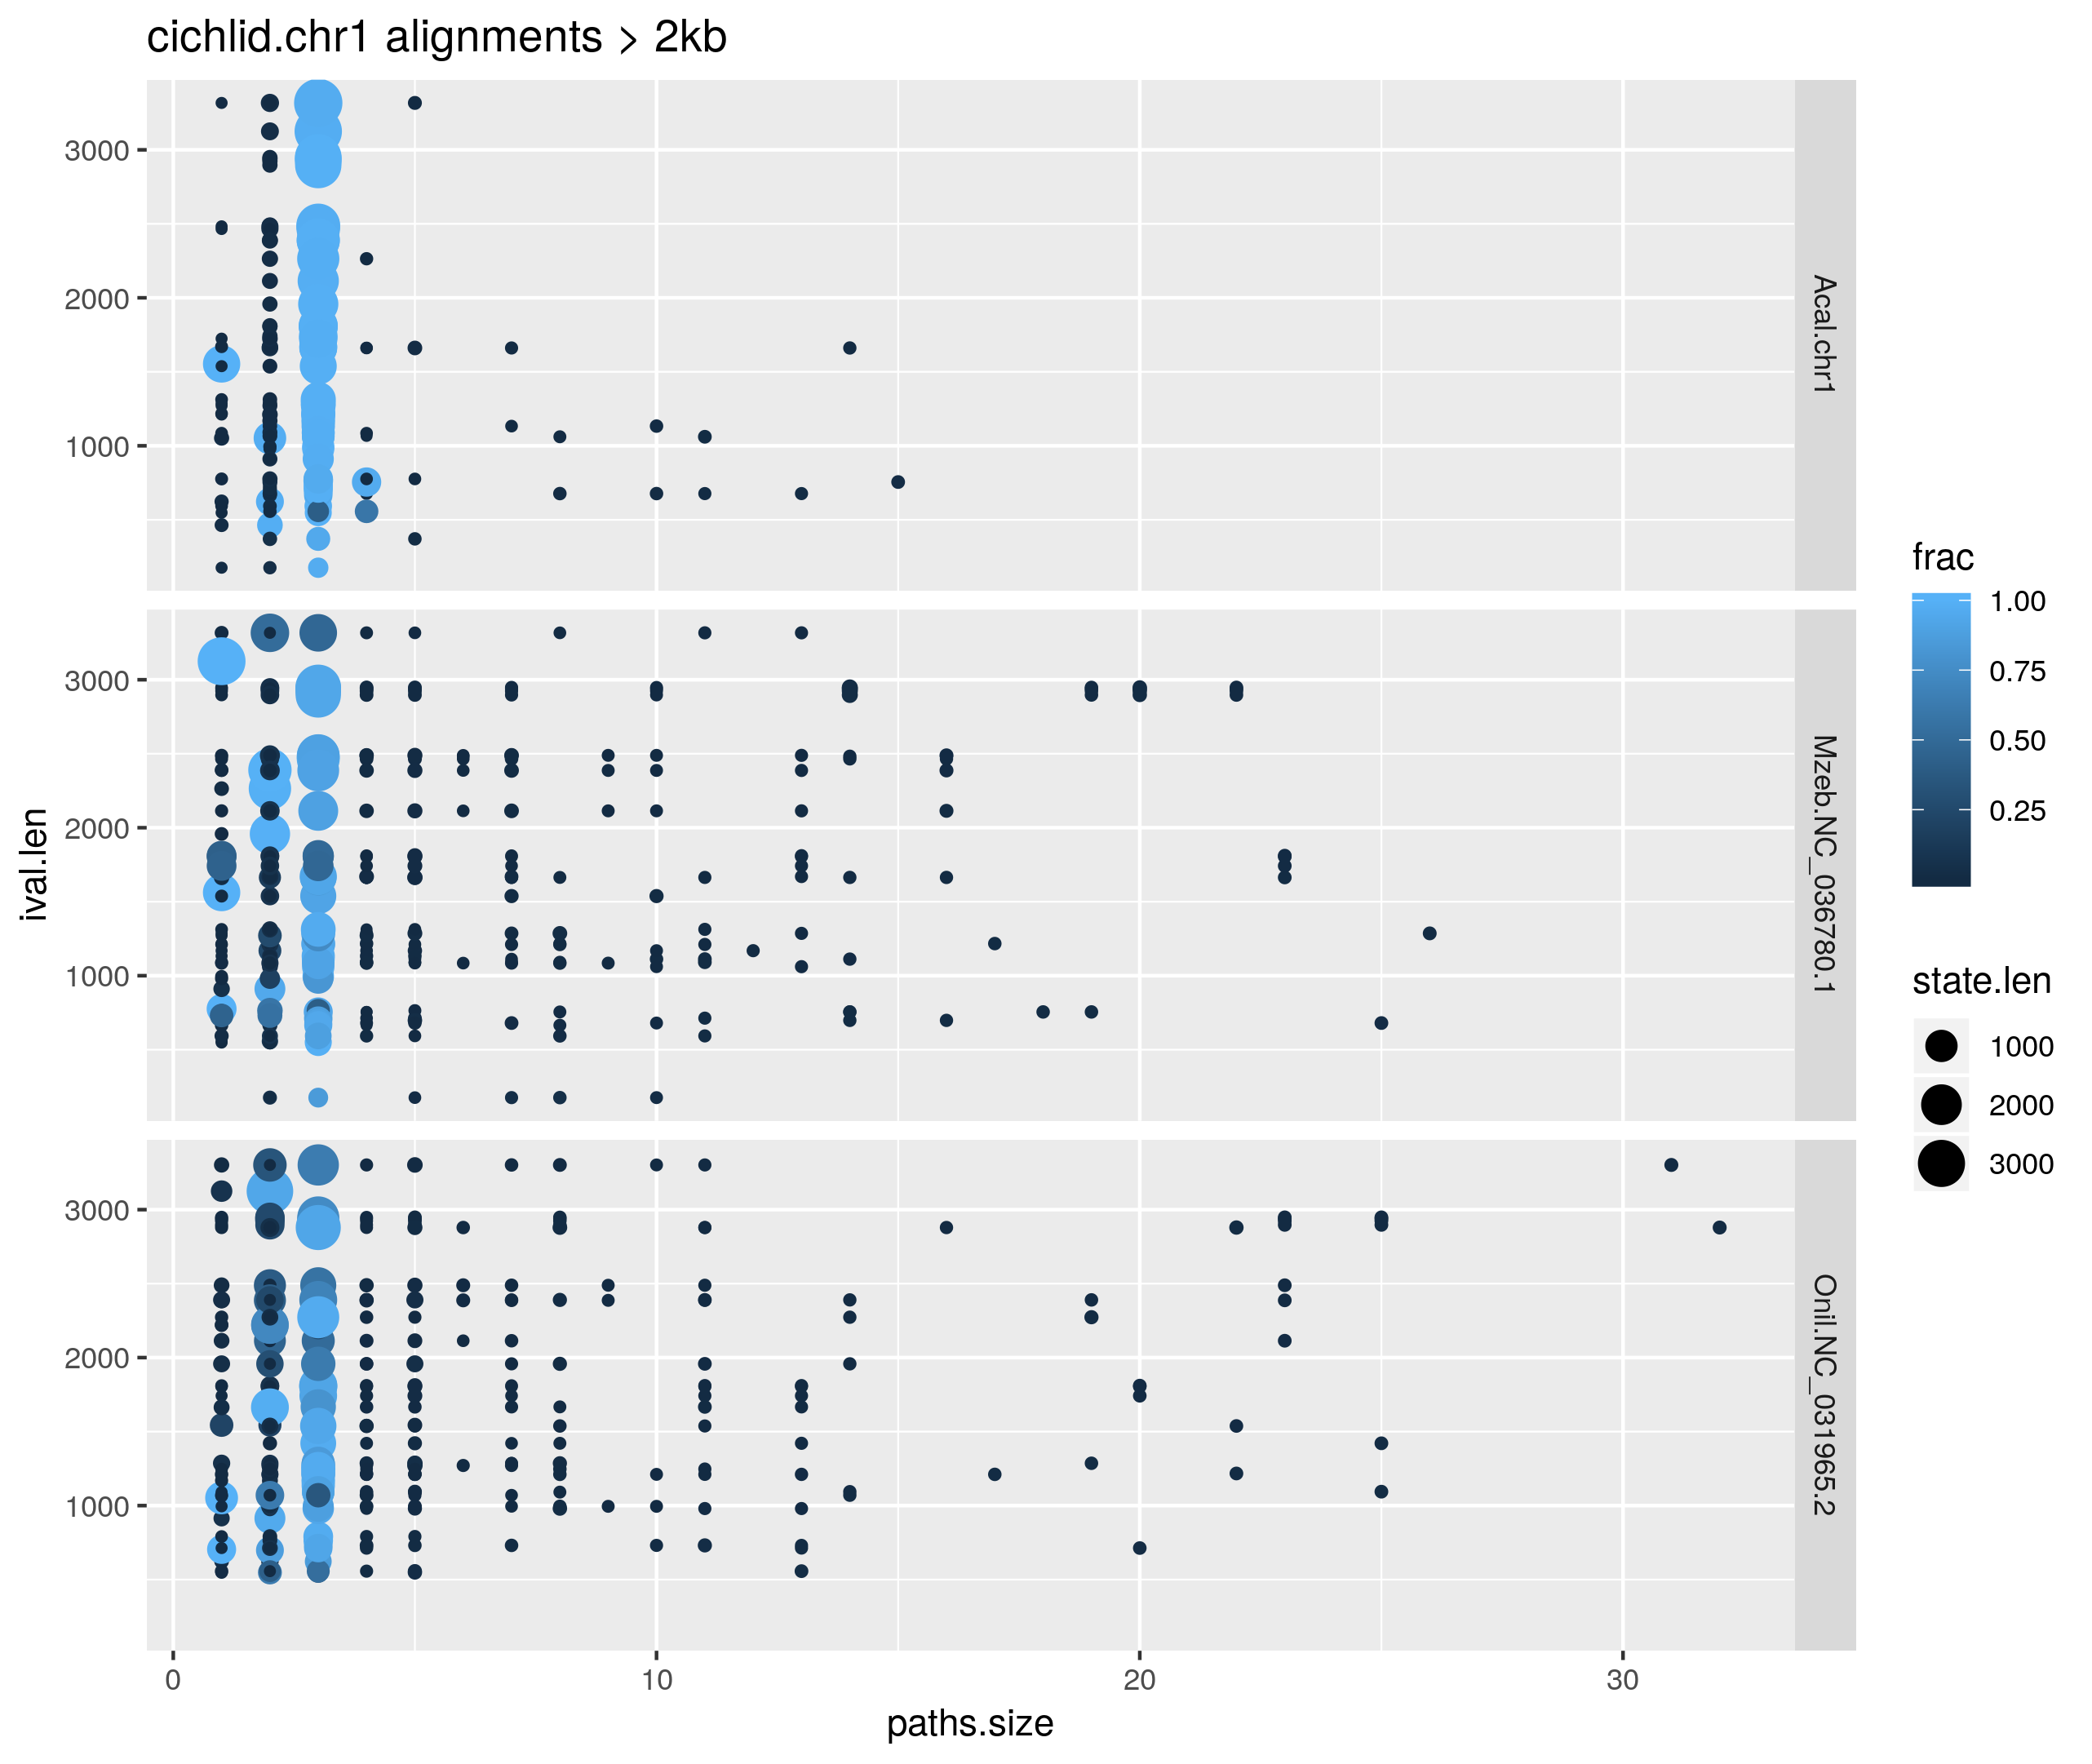 cichlid.chr1 alignments > 2kb
3000
2000
1000
Acal.chr1
3000
2000
1000
Mzeb.NC_036780.1
3000
2000
1000
Onil.NC_031965.2
ival.len
0 10 20 30
paths.size
frac
1.00
0.75
0.50
0.25
state.len
1000
2000
3000